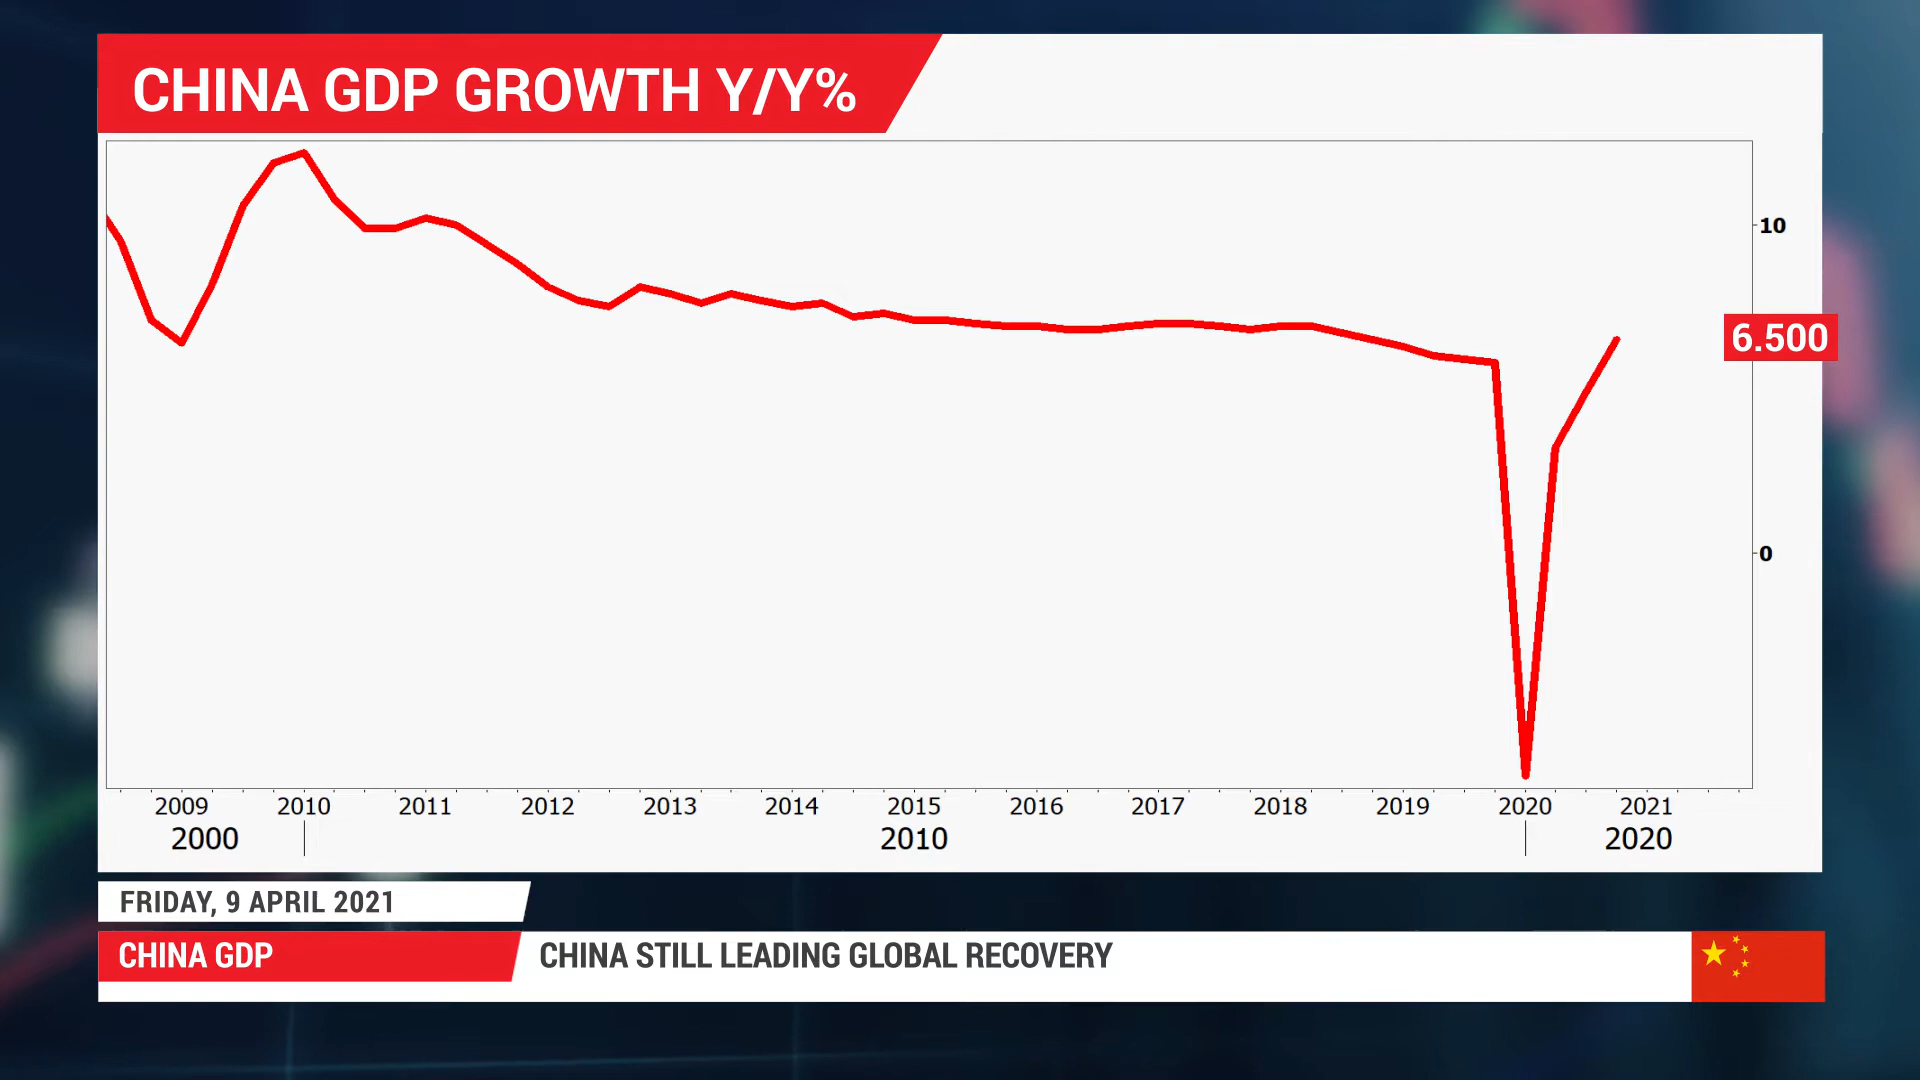 CHINA GDP GROWTH Y/Y%
10
6.500
0
2009 2010 2011 2012 2013 2014 2015 2016 2017 2018 2019 2020 2021
2000 2010 2020
FRIDAY, 9 APRIL 2021
CHINA GDP
CHINA STILL LEADING GLOBAL RECOVERY